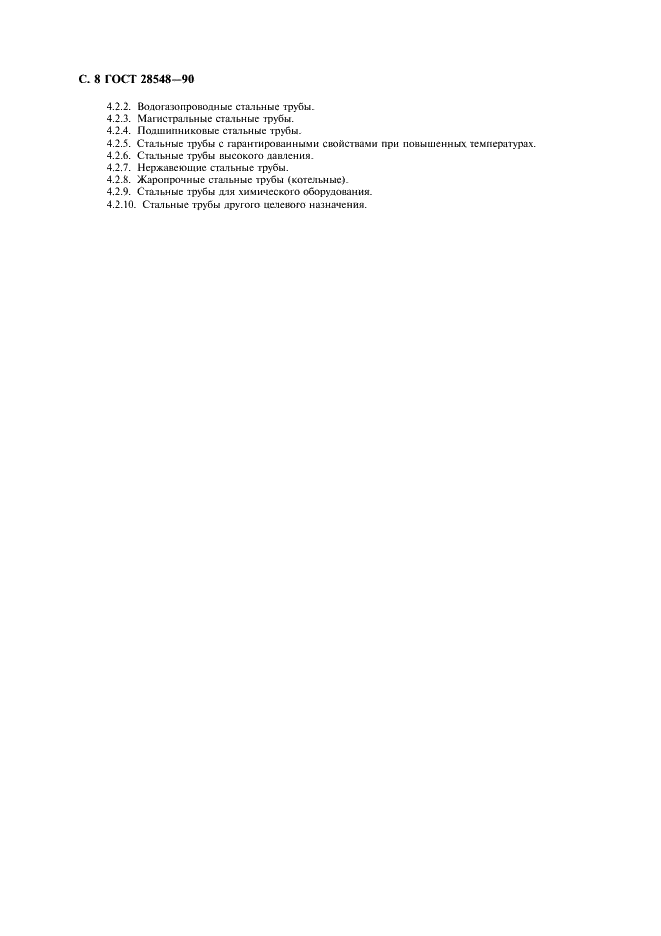 С. 8 ГОСТ 28548—90
4.2.2. Водогазопроводные стальные трубы.
4.2.3. Магистральные стальные трубы.
4.2.4. Подшипниковые стальные трубы.
4.2.5. Стальные трубы с гарантированными свойствами при повышенных температурах.
4.2.6. Стальные трубы высокого давления.
4.2.7. Нержавеющие стальные трубы.
4.2.8. Жаропрочные стальные трубы (котельные).
4.2.9. Стальные трубы для химического оборудования.
4.2.10. Стальные трубы другого целевого назначения.